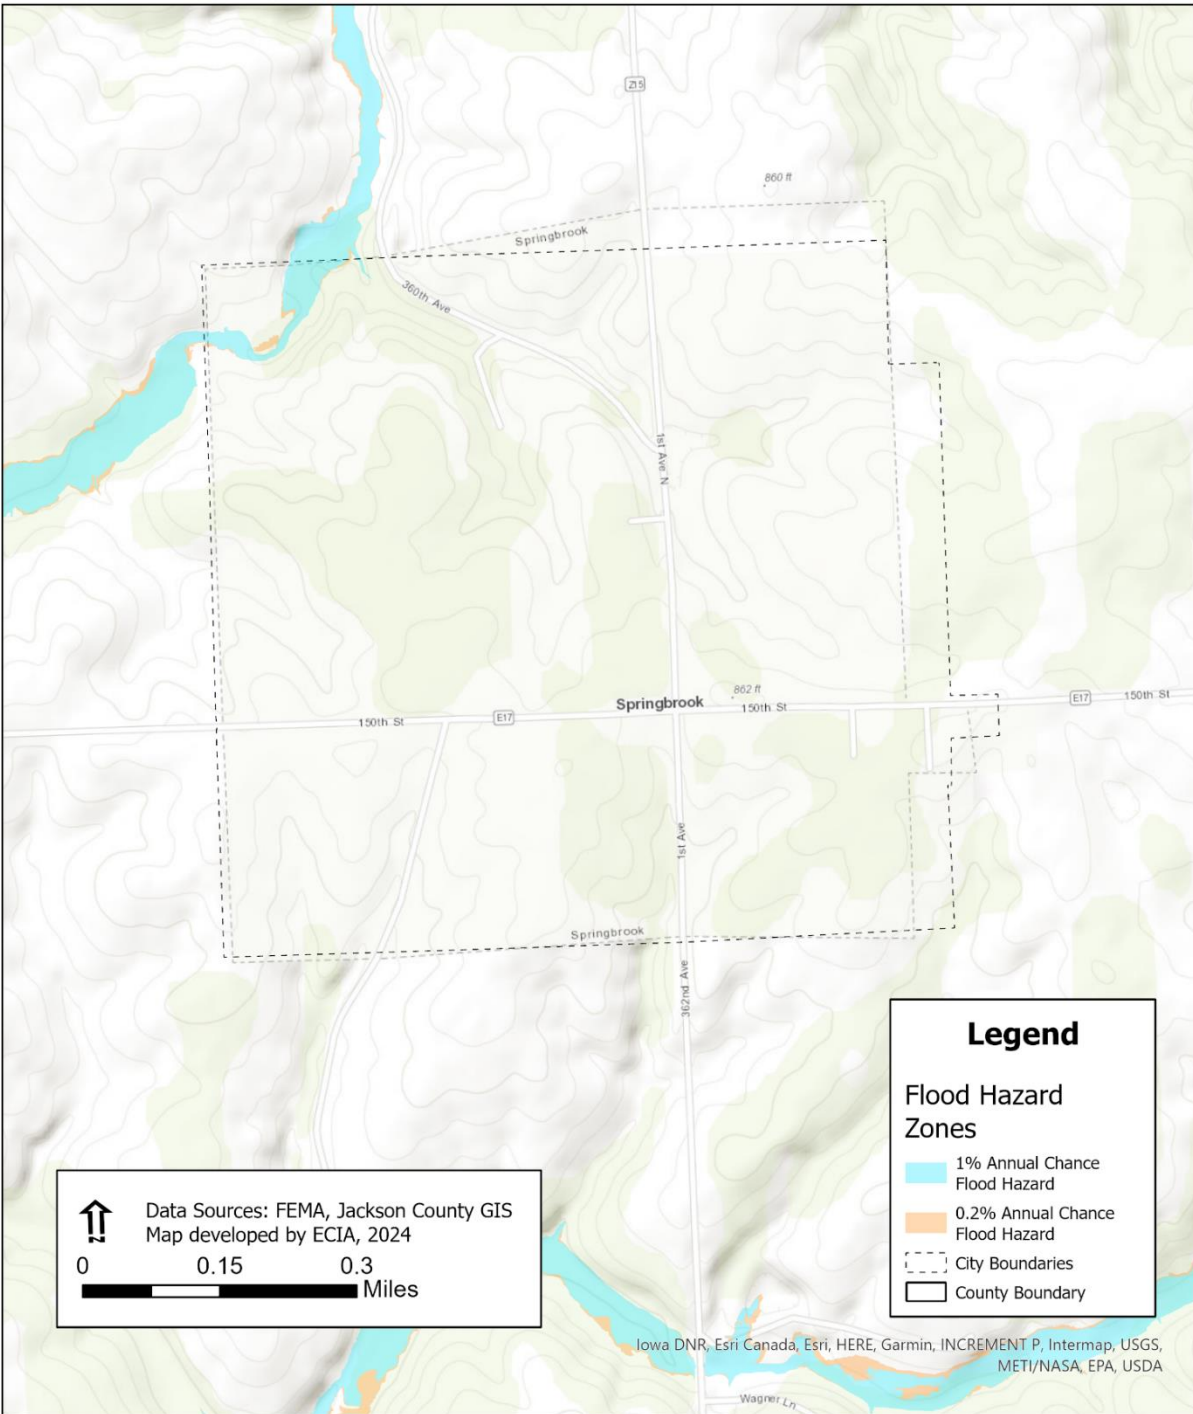 Z15
860 ft
Springbrook
360th Ave
1st Ave N
862 ft
Springbrook
150th St
E17
150th St
E17
150th St
1st Ave
Springbrook
362nd Ave
Legend
Flood Hazard
Zones
1% Annual Chance
Flood Hazard
0.2% Annual Chance
Flood Hazard
City Boundaries
County Boundary
N
Data Sources: FEMA, Jackson County GIS
Map developed by ECIA, 2024
0 0.15 0.3
Miles
Iowa DNR, Esri Canada, Esri, HERE, Garmin, INCREMENT P, Intermap, USGS,
METI/NASA, EPA, USDA
Wagner Ln